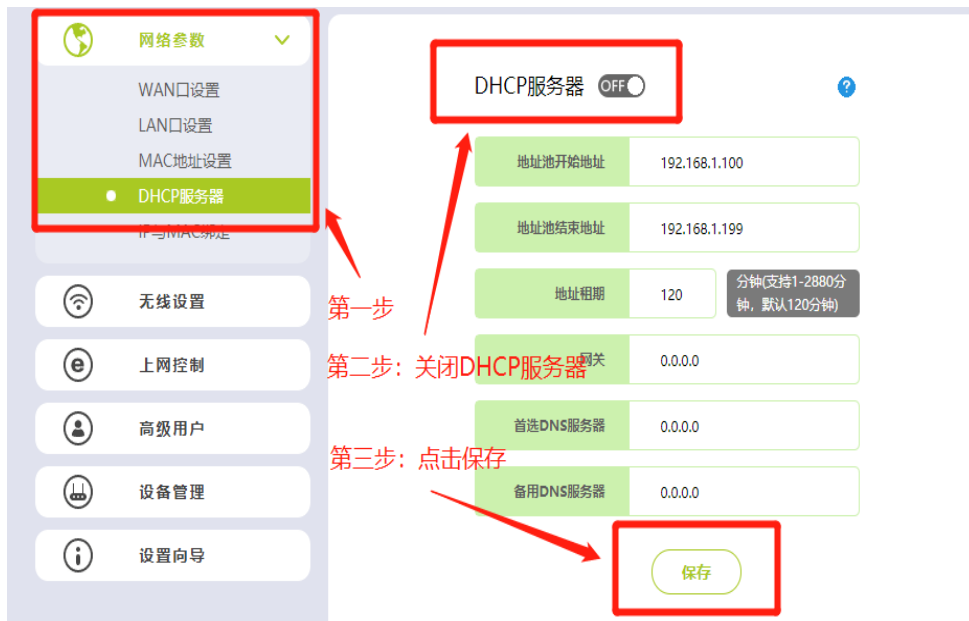 网络参数
WAN口设置
LAN口设置
MAC地址设置
DHCP服务器
IP与MAC绑定
无线设置
上网控制
高级用户
设备管理
设置向导
DHCP服务器 OFF
?
地址池开始地址 192.168.1.100
地址池结束地址 192.168.1.199
地址租期 120 分钟(支持1-2880分
钟，默认120分钟)
网关 0.0.0.0
首选DNS服务器 0.0.0.0
备用DNS服务器 0.0.0.0
保存
第一步
第二步：关闭DHCP服务器
第三步：点击保存